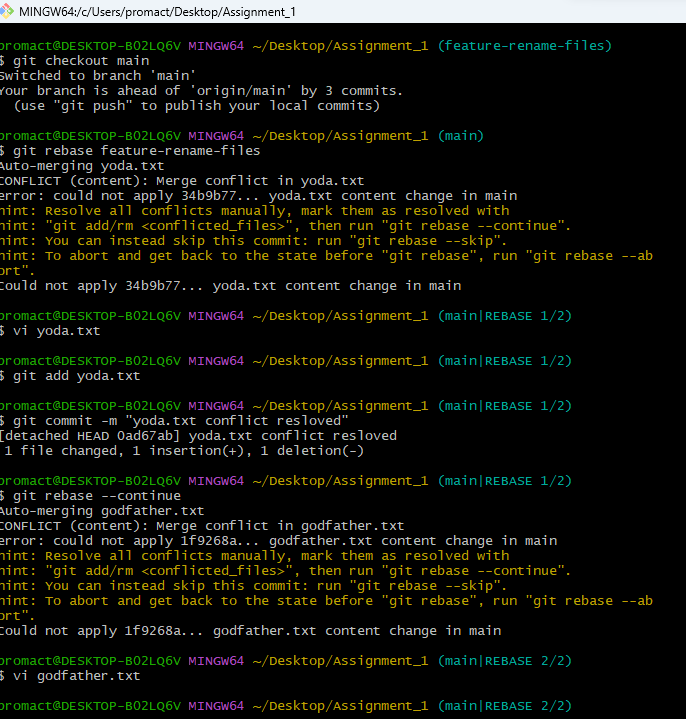 MINGW64:/c/Users/promact/Desktop/Assignment_1
promact@DESKTOP-B02LQ6V MINGW64 ~/Desktop/Assignment_1 (feature-rename-files)
$ git checkout main
Switched to branch 'main'
Your branch is ahead of 'origin/main' by 3 commits.
(use "git push" to publish your local commits)
promact@DESKTOP-B02LQ6V MINGW64 ~/Desktop/Assignment_1 (main)
$ git rebase feature-rename-files
Auto-merging yoda.txt
CONFLICT (content): Merge conflict in yoda.txt
error: could not apply 34b9b77... yoda.txt content change in main
hint: Resolve all conflicts manually, mark them as resolved with
hint: "git add/rm <conflicted_files>", then run "git rebase --continue".
hint: You can instead skip this commit: run "git rebase --skip".
hint: To abort and get back to the state before "git rebase", run "git rebase --ab
ort".
Could not apply 34b9b77... yoda.txt content change in main
promact@DESKTOP-B02LQ6V MINGW64 ~/Desktop/Assignment_1 (main|REBASE 1/2)
$ vi yoda.txt
promact@DESKTOP-B02LQ6V MINGW64 ~/Desktop/Assignment_1 (main|REBASE 1/2)
$ git add yoda.txt
promact@DESKTOP-B02LQ6V MINGW64 ~/Desktop/Assignment_1 (main|REBASE 1/2)
$ git commit -m "yoda.txt conflict resloved"
[detached HEAD 0ad67ab] yoda.txt conflict resloved
1 file changed, 1 insertion(+), 1 deletion(-)
promact@DESKTOP-B02LQ6V MINGW64 ~/Desktop/Assignment_1 (main|REBASE 1/2)
$ git rebase --continue
Auto-merging godfather.txt
CONFLICT (content): Merge conflict in godfather.txt
error: could not apply 1f9268a... godfather.txt content change in main
hint: Resolve all conflicts manually, mark them as resolved with
hint: "git add/rm <conflicted_files>", then run "git rebase --continue".
hint: You can instead skip this commit: run "git rebase --skip".
hint: To abort and get back to the state before "git rebase", run "git rebase --ab
ort".
Could not apply 1f9268a... godfather.txt content change in main
promact@DESKTOP-B02LQ6V MINGW64 ~/Desktop/Assignment_1 (main|REBASE 2/2)
$ vi godfather.txt
promact@DESKTOP-B02LQ6V MINGW64 ~/Desktop/Assignment_1 (main|REBASE 2/2)